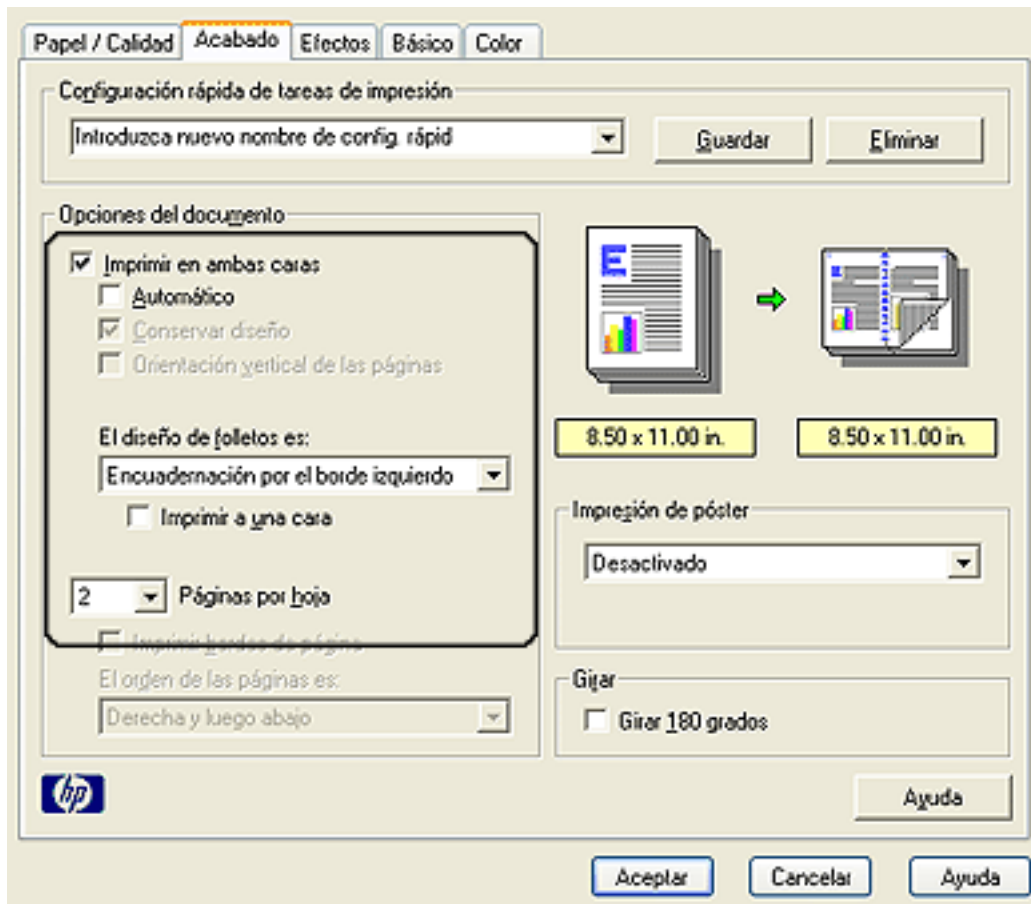 Papel / Calidad Acabado Efectos Básico Color
Configuración rápida de tareas de impresión
Introduzca nuevo nombre de config. rápid Guardar Eliminar
Opciones del documento
Imprimir en ambas caras
Automático
Conservar diseño
Orientación vertical de las páginas
El diseño de folletos es:
Encuadernación por el borde izquierdo
Imprimir a una cara
2 Páginas por hoja
Imprimir bordes de página
El orden de las páginas es:
Derecha y luego abajo
E
8.50 x 11.00 in. 8.50 x 11.00 in.
Impresión de póster
Desactivado
Girar
Girar 180 grados
hp
Ayuda
Aceptar Cancelar Ayuda